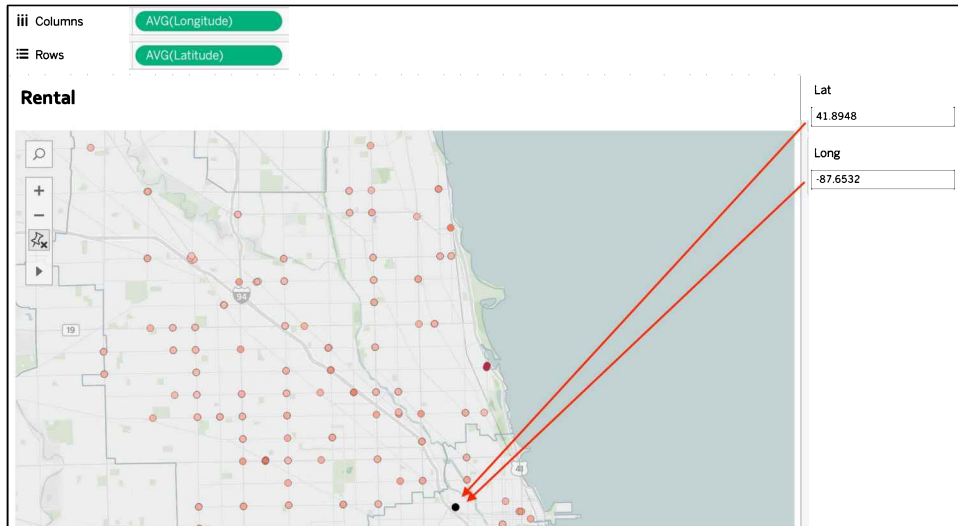 Columns AVG(Longitude)
Rows AVG(Latitude)
Rental
Lat
41.8948
Long
-87.6532
94
19
41